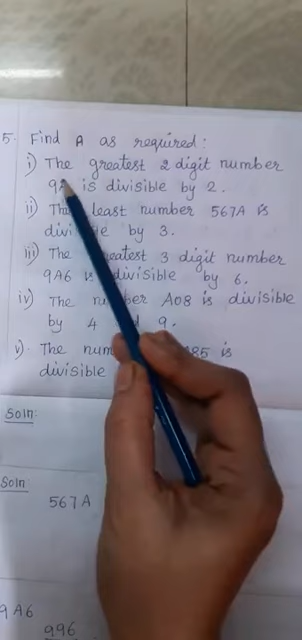 5. Find A as required:
i) The greatest 2 digit number
9A is divisible by 2.
ii) The least number 567A is
by 3.
iii) The 3 digit number
9A6 divisible by 6.
iv) The A08 is divisible
by 4 9.
v) The 85 is
divisible
Soln:
Soln:
567A
9A6
996